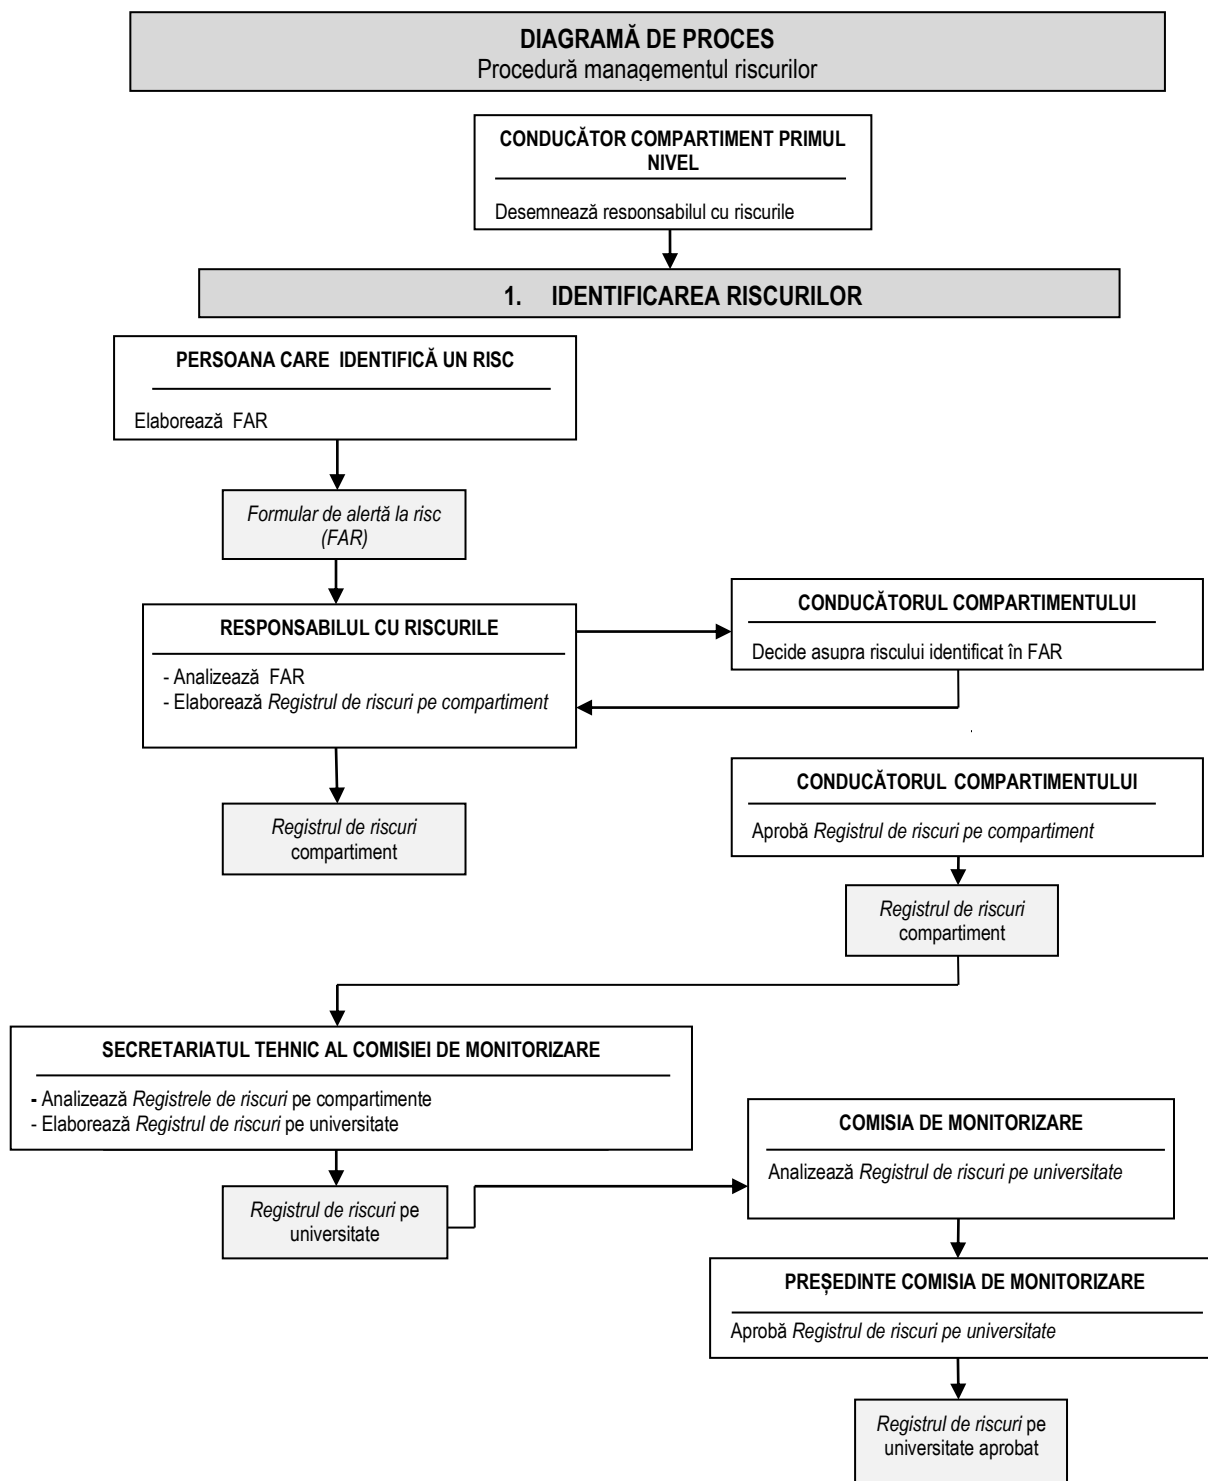 DIAGRAMĂ DE PROCES
Procedură managementul riscurilor
CONDUCĂTOR COMPARTIMENT PRIMUL
NIVEL
Desemnează responsabilul cu riscurile
1. IDENTIFICAREA RISCURILOR
PERSOANA CARE IDENTIFICĂ UN RISC
Elaborează FAR
Formular de alertă la risc
(FAR)
RESPONSABILUL CU RISCURILE
- Analizează FAR
- Elaborează Registrul de riscuri pe compartiment
CONDUCĂTORUL COMPARTIMENTULUI
Decide asupra riscului identificat în FAR
Registrul de riscuri
compartiment
CONDUCĂTORUL COMPARTIMENTULUI
Aprobă Registrul de riscuri pe compartiment
Registrul de riscuri
compartiment
SECRETARIATUL TEHNIC AL COMISIEI DE MONITORIZARE
- Analizează Registrele de riscuri pe compartimente
- Elaborează Registrul de riscuri pe universitate
Registrul de riscuri pe
universitate
COMISIA DE MONITORIZARE
Analizează Registrul de riscuri pe universitate
PREȘEDINTE COMISIA DE MONITORIZARE
Aprobă Registrul de riscuri pe universitate
Registrul de riscuri pe
universitate aprobat